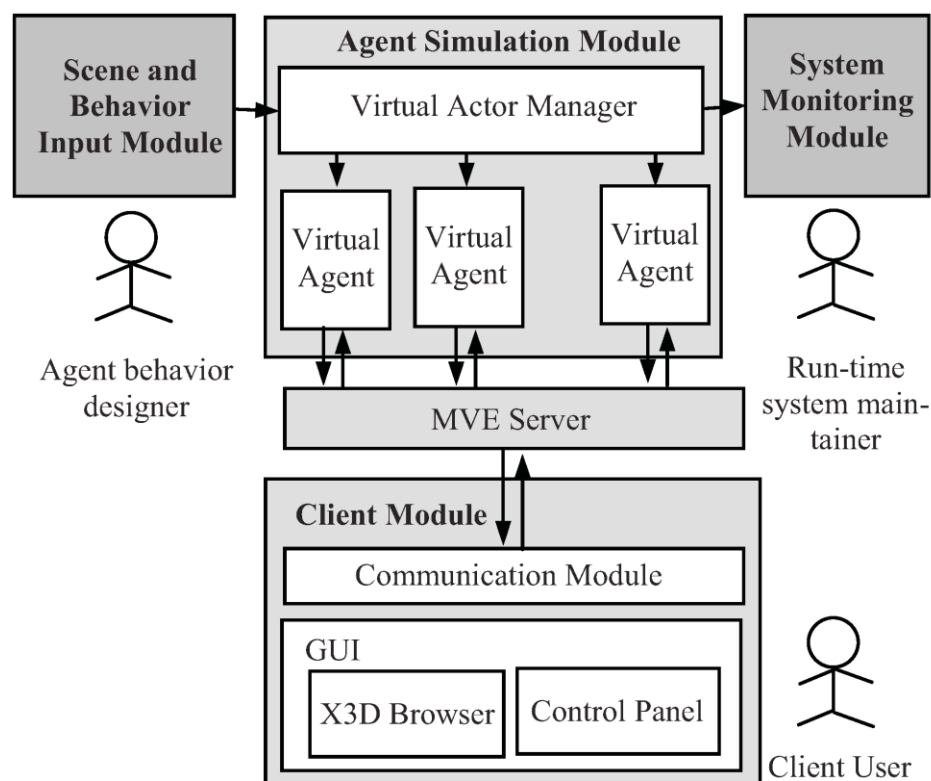 Scene and
Behavior
Input Module
Agent Simulation Module
Virtual Actor Manager
System
Monitoring
Module
Virtual
Agent
Virtual
Agent
Virtual
Agent
Agent behavior
designer
Run-time
system main-
tainer
MVE Server
Client Module
Communication Module
GUI
X3D Browser
Control Panel
Client User